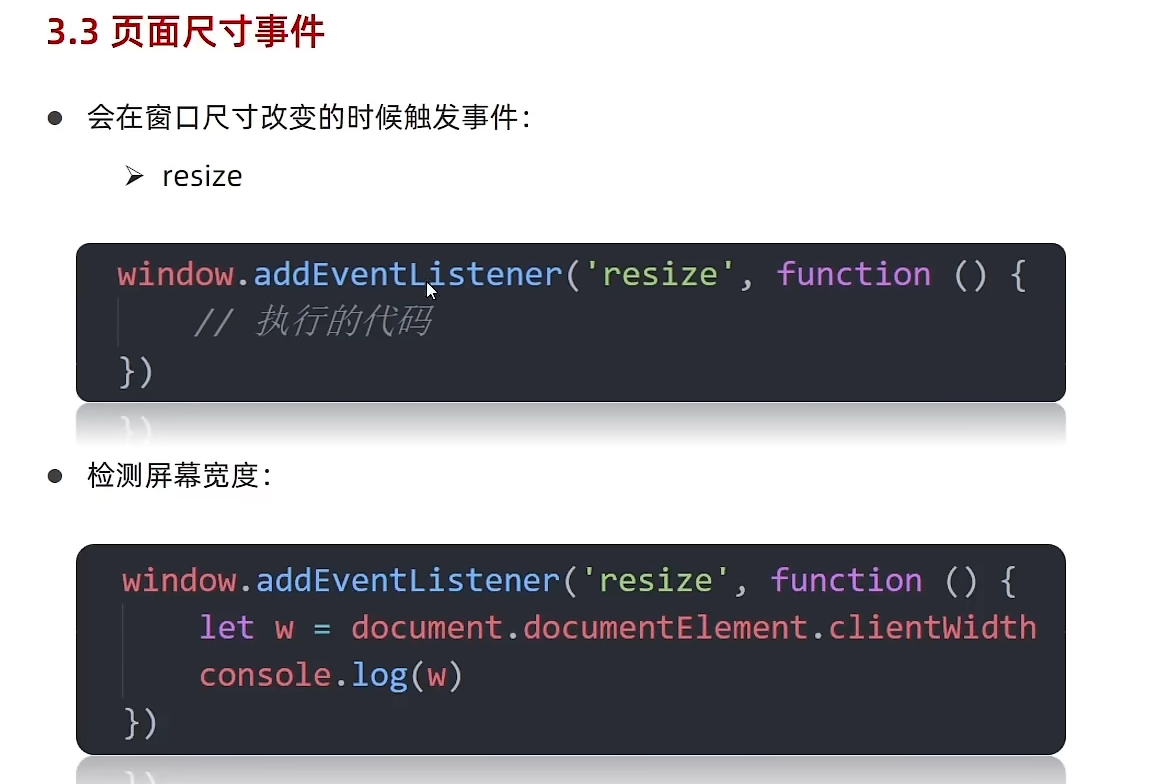 3.3 页面尺寸事件
会在窗口尺寸改变的时候触发事件：
resize
window.addEventListener('resize', function () {
// 执行的代码
})
检测屏幕宽度：
window.addEventListener('resize', function () {
let w = document.documentElement.clientWidth
console.log(w)
})